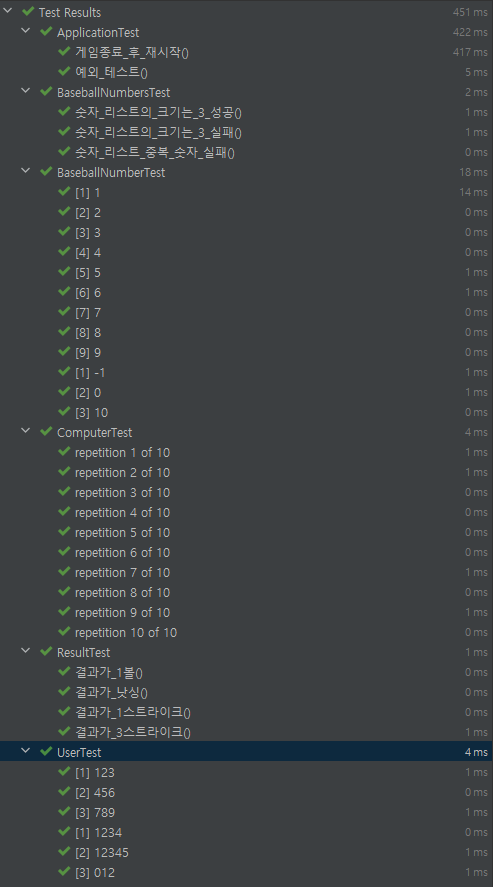 Test Results 451 ms
ApplicationTest 422 ms
게임종료_후_재시작() 417 ms
예외_테스트() 5 ms
BaseballNumbersTest 2 ms
숫자_리스트의_크기는_3_성공() 1 ms
숫자_리스트의_크기는_3_실패() 1 ms
숫자_리스트_중복_숫자_실패() 0 ms
BaseballNumberTest 18 ms
[1] 1 14 ms
[2] 2 0 ms
[3] 3 0 ms
[4] 4 0 ms
[5] 5 1 ms
[6] 6 1 ms
[7] 7 0 ms
[8] 8 0 ms
[9] 9 0 ms
[1] -1 1 ms
[2] 0 1 ms
[3] 10 0 ms
ComputerTest 4 ms
repetition 1 of 10 1 ms
repetition 2 of 10 1 ms
repetition 3 of 10 0 ms
repetition 4 of 10 0 ms
repetition 5 of 10 0 ms
repetition 6 of 10 0 ms
repetition 7 of 10 1 ms
repetition 8 of 10 0 ms
repetition 9 of 10 1 ms
repetition 10 of 10 0 ms
ResultTest 1 ms
결과가_1볼() 0 ms
결과가_낫싱() 0 ms
결과가_1스트라이크() 0 ms
결과가_3스트라이크() 1 ms
UserTest 4 ms
[1] 123 1 ms
[2] 456 0 ms
[3] 789 1 ms
[1] 1234 0 ms
[2] 12345 1 ms
[3] 012 1 ms